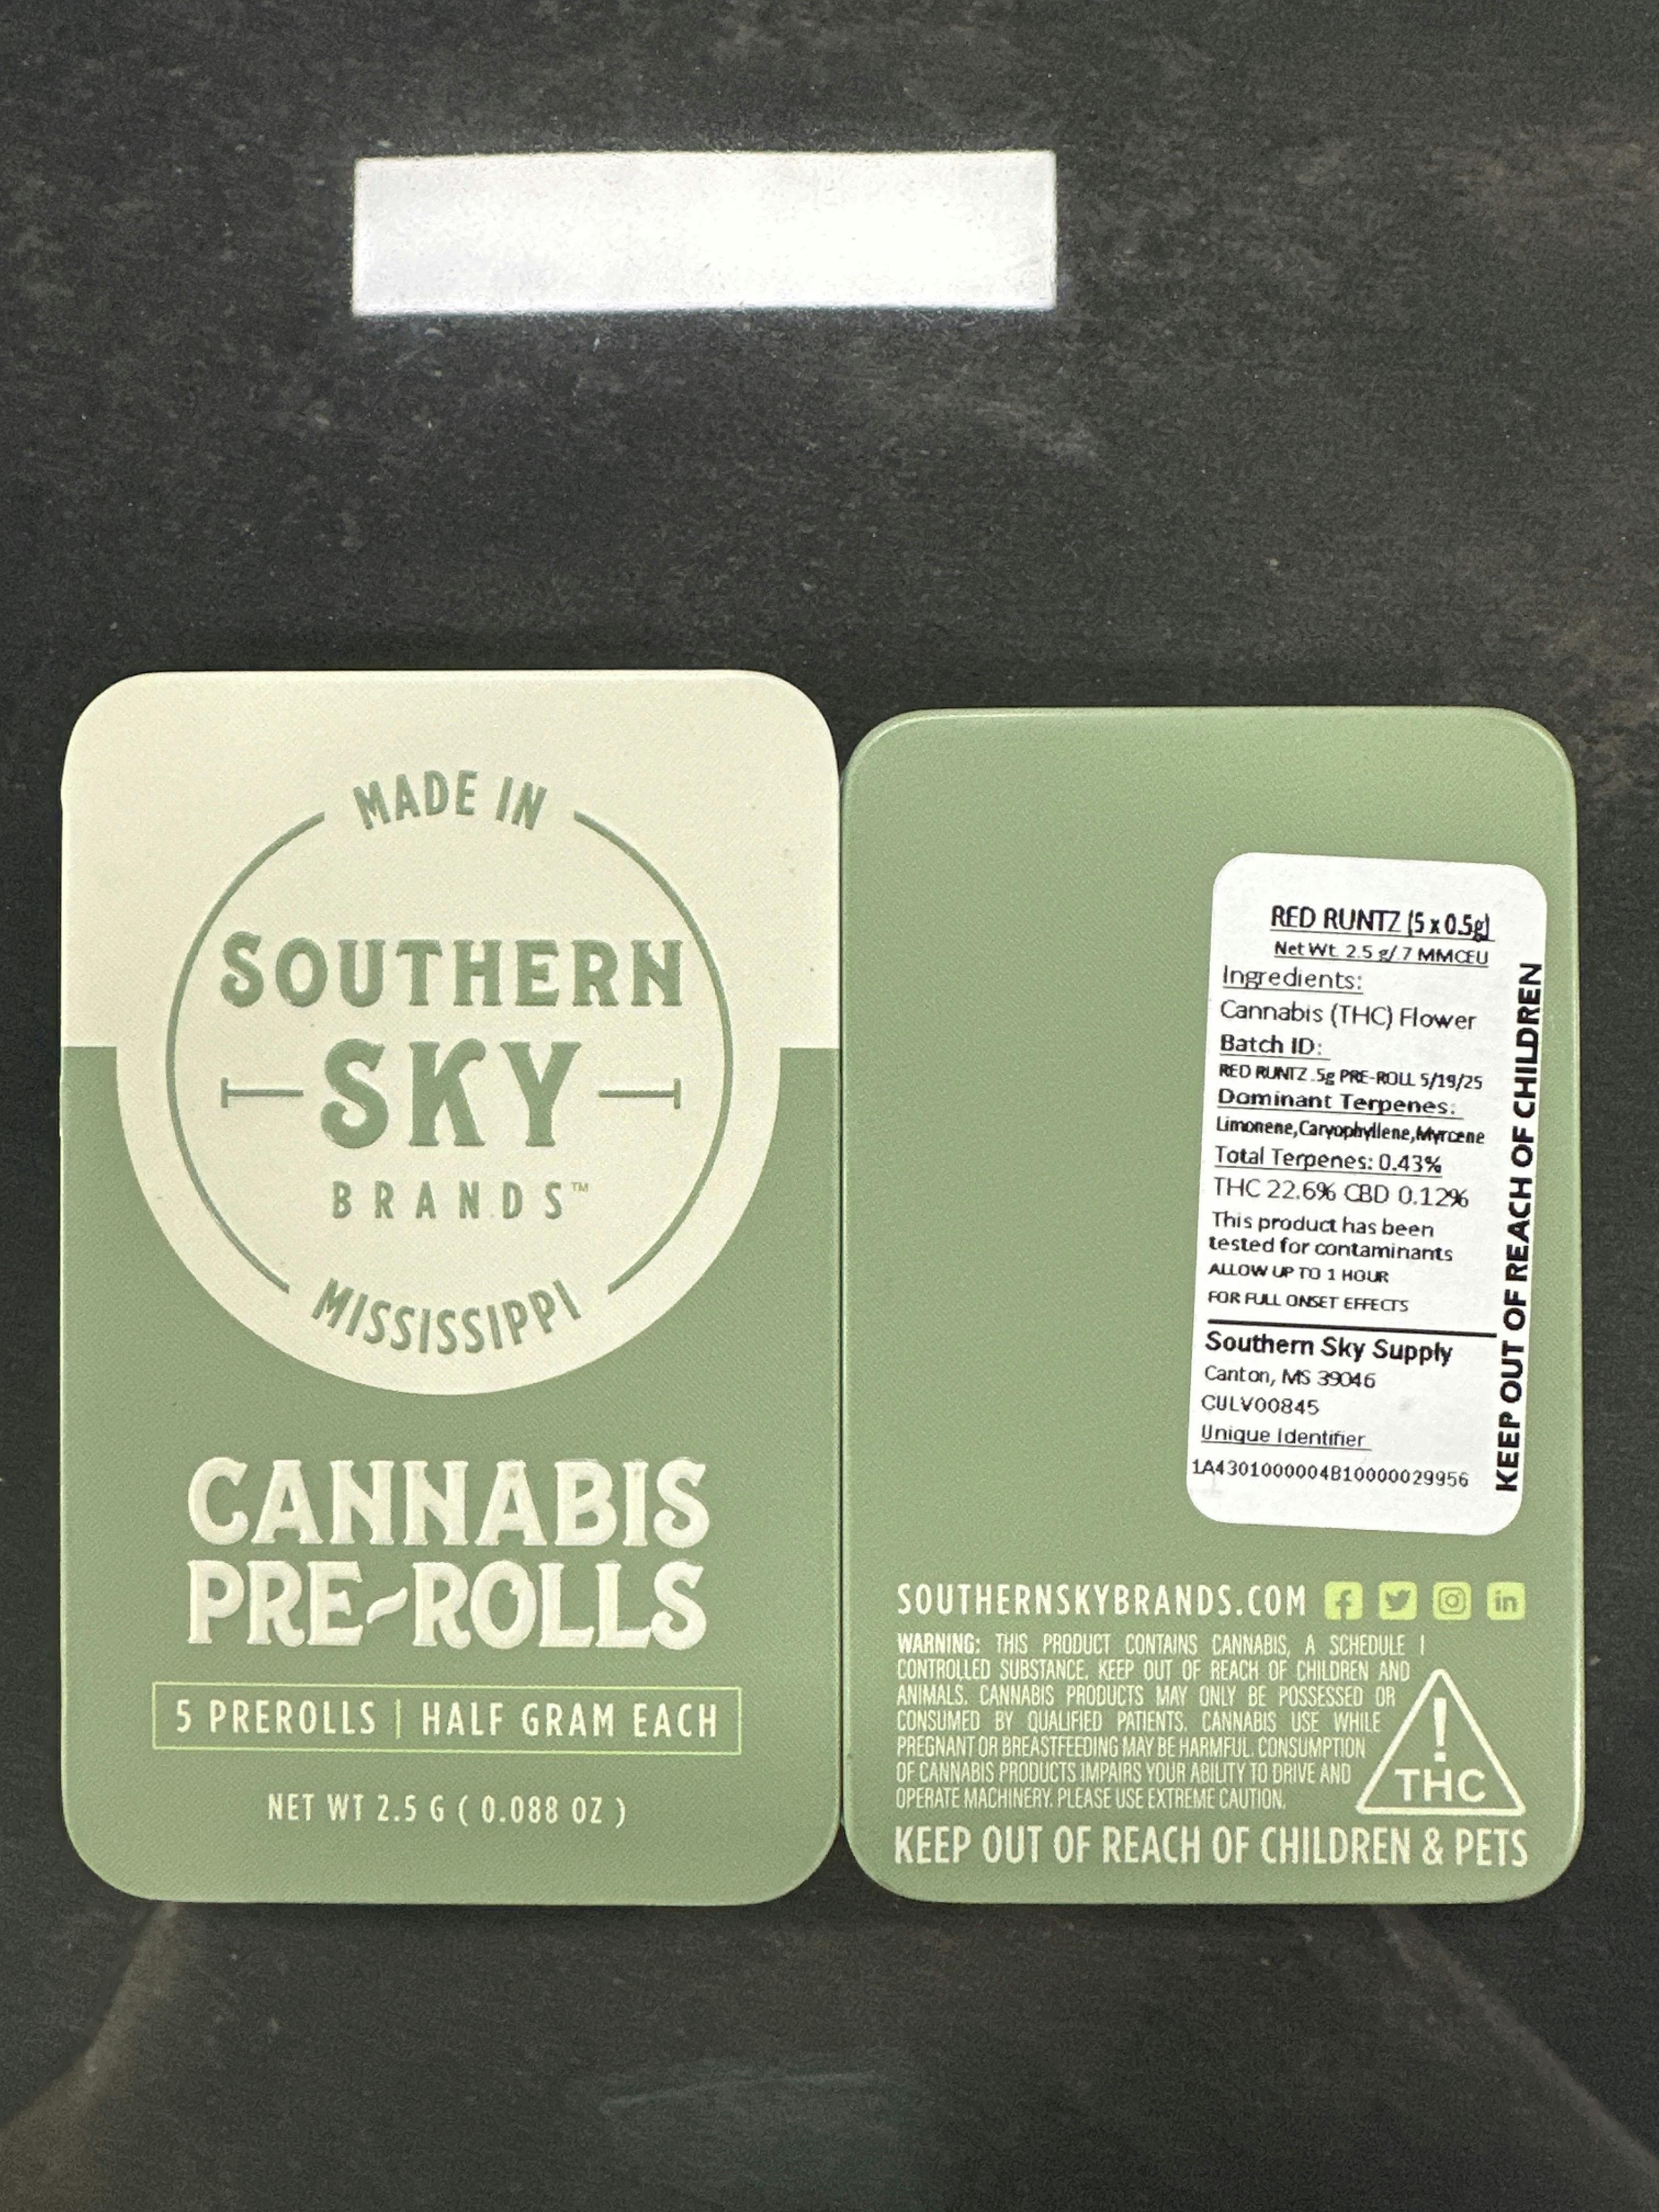 MADE IN
SOUTHERN
SKY
BRANDS™
MISSISSIPPI
CANNABIS
PRE-ROLLS
5 PREROLLS | HALF GRAM EACH
NET WT 2.5 G ( 0.088 OZ )
RED RUNTZ (5 x 0.5g)
Net Wt. 2.5 g/ 7 MMCEU
Ingredients:
Cannabis (THC) Flower
Batch ID:
RED RUNTZ .5g PRE-ROLL 5/19/25
Dominant Terpenes:
Limonene,Caryophyllene,Myrcene
Total Terpenes: 0.43%
THC 22.6% CBD 0.12%
This product has been
tested for contaminants
ALLOW UP TO 1 HOUR
FOR FULL ONSET EFFECTS
Southern Sky Supply
Canton, MS 39046
CULV00845
Unique Identifier
1A4301000004B10000029956
KEEP OUT OF REACH OF CHILDREN
SOUTHERNSKYBRANDS.COM
WARNING: THIS PRODUCT CONTAINS CANNABIS, A SCHEDULE I
CONTROLLED SUBSTANCE. KEEP OUT OF REACH OF CHILDREN AND
ANIMALS. CANNABIS PRODUCTS MAY ONLY BE POSSESSED OR
CONSUMED BY QUALIFIED PATIENTS. CANNABIS USE WHILE
PREGNANT OR BREASTFEEDING MAY BE HARMFUL. CONSUMPTION
OF CANNABIS PRODUCTS IMPAIRS YOUR ABILITY TO DRIVE AND
OPERATE MACHINERY. PLEASE USE EXTREME CAUTION.
!
THC
KEEP OUT OF REACH OF CHILDREN & PETS